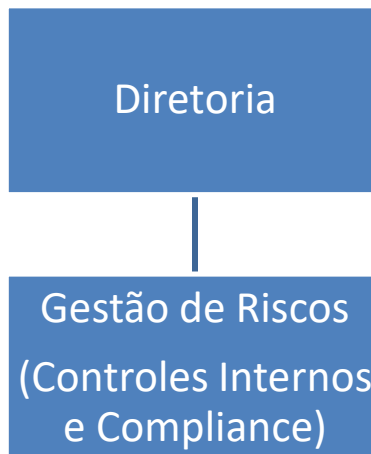 Diretoria
Gestão de Riscos
(Controles Internos
e Compliance)